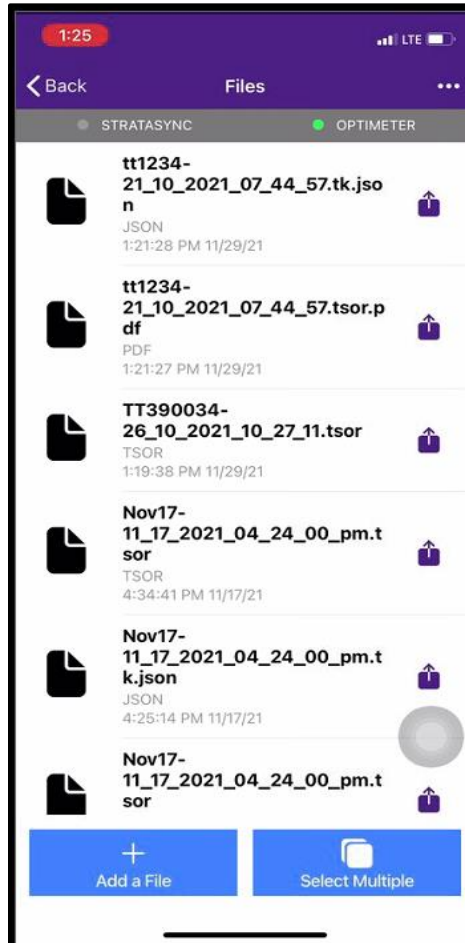 1:25
LTE
Back
Files
STRATASYNC
OPTIMETER
tt1234-
21_10_2021_07_44_57.tk.jso
n
JSON
1:21:28 PM 11/29/21
tt1234-
21_10_2021_07_44_57.tsor.p
df
PDF
1:21:27 PM 11/29/21
TT390034-
26_10_2021_10_27_11.tsor
TSOR
1:19:38 PM 11/29/21
Nov17-
11_17_2021_04_24_00_pm.t
sor
TSOR
4:34:41 PM 11/17/21
Nov17-
11_17_2021_04_24_00_pm.t
k.json
JSON
4:25:14 PM 11/17/21
Nov17-
11_17_2021_04_24_00_pm.t
sor
Add a File
Select Multiple